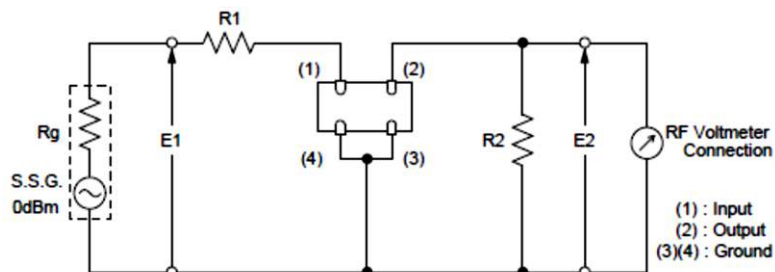 R1
(1)
(2)
Rg
E1
R2
E2
RF Voltmeter
Connection
(4)
(3)
S.S.G.
0dBm
(1) : Input
(2) : Output
(3)(4) : Ground